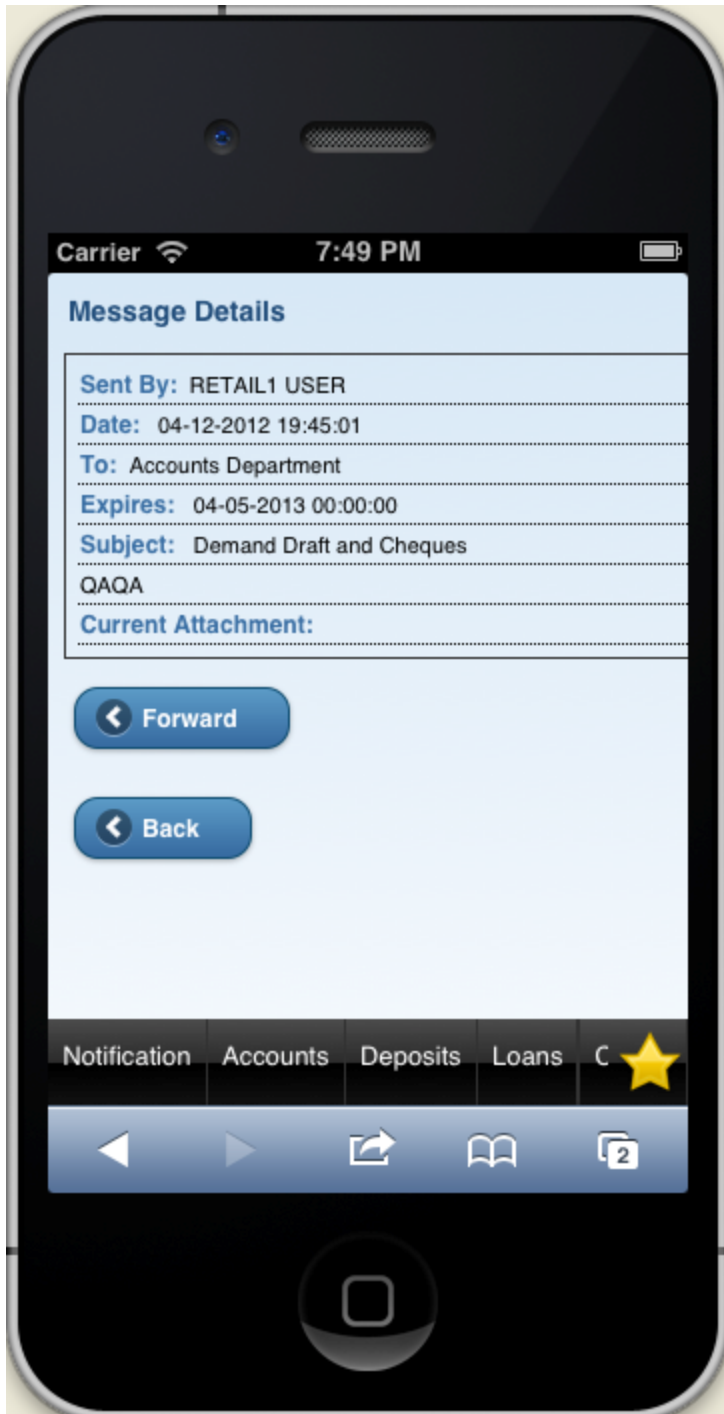 Carrier 7:49 PM
Message Details
Sent By: RETAIL1 USER
Date: 04-12-2012 19:45:01
To: Accounts Department
Expires: 04-05-2013 00:00:00
Subject: Demand Draft and Cheques
QAQA
Current Attachment:
Forward
Back
Notification Accounts Deposits Loans C
2